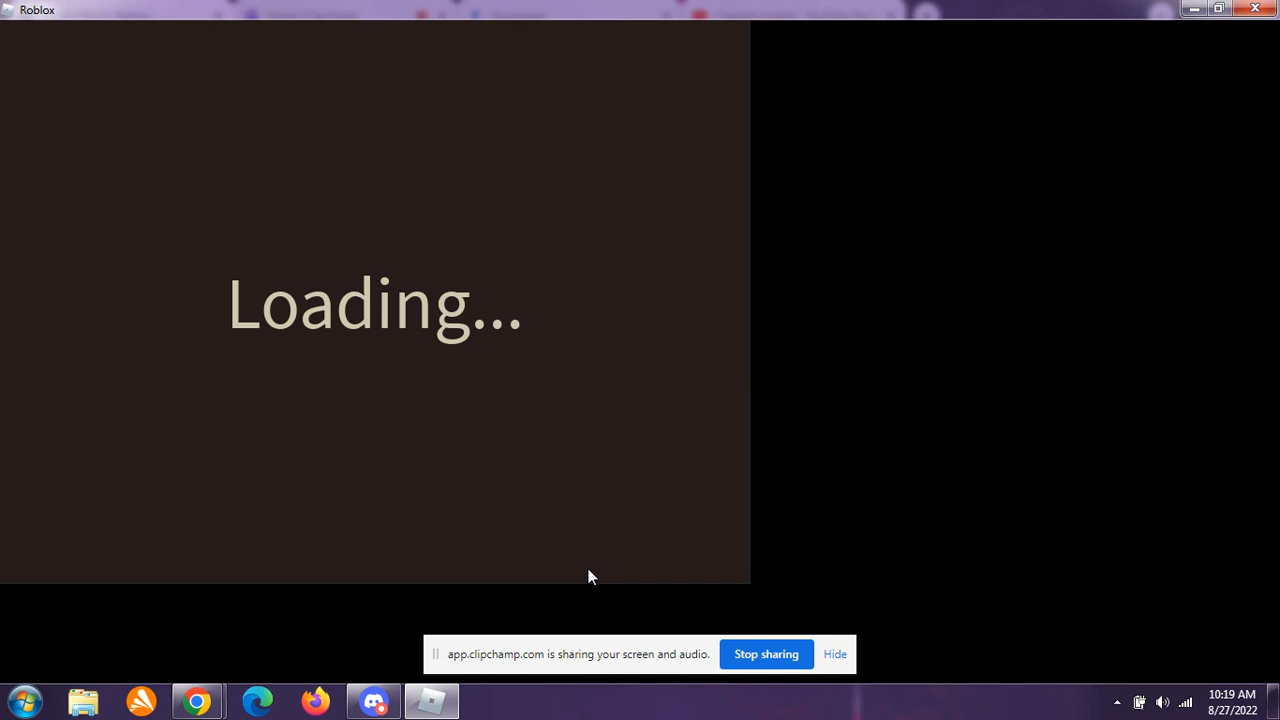 Roblox
Loading...
app.clipchamp.com is sharing your screen and audio.
Stop sharing
Hide
10:19 AM
8/27/2022